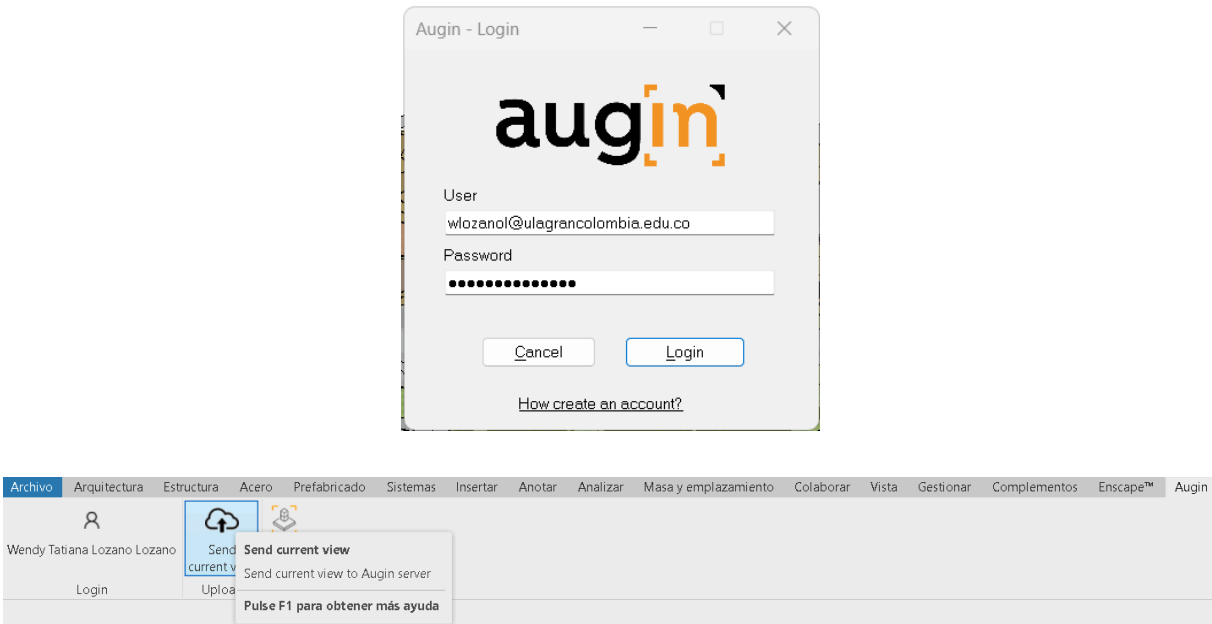 Augin - Login
augin
User
wlozanol@ulagrancolombia.edu.co
Password
Cancel
Login
How create an account?
Archivo Arquitectura Estructura Acero Prefabricado Sistemas Insertar Anotar Analizar Masa y emplazamiento Colaborar Vista Gestionar Complementos Enscape™ Augin
Wendy Tatiana Lozano Lozano
Send
current v
Send current view
Send current view to Augin server
Login
Uploa
Pulse F1 para obtener más ayuda